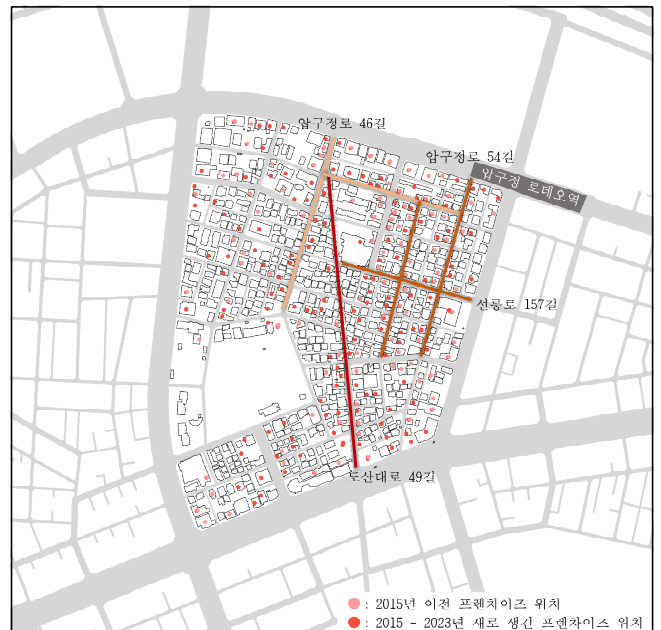 압구정로 46길
압구정로 54길
압구정 로데오역
선릉로 157길
도산대로 49길
: 2015년 이전 프렌차이즈 위치
: 2015 - 2023년 새로 생긴 프렌차이즈 위치